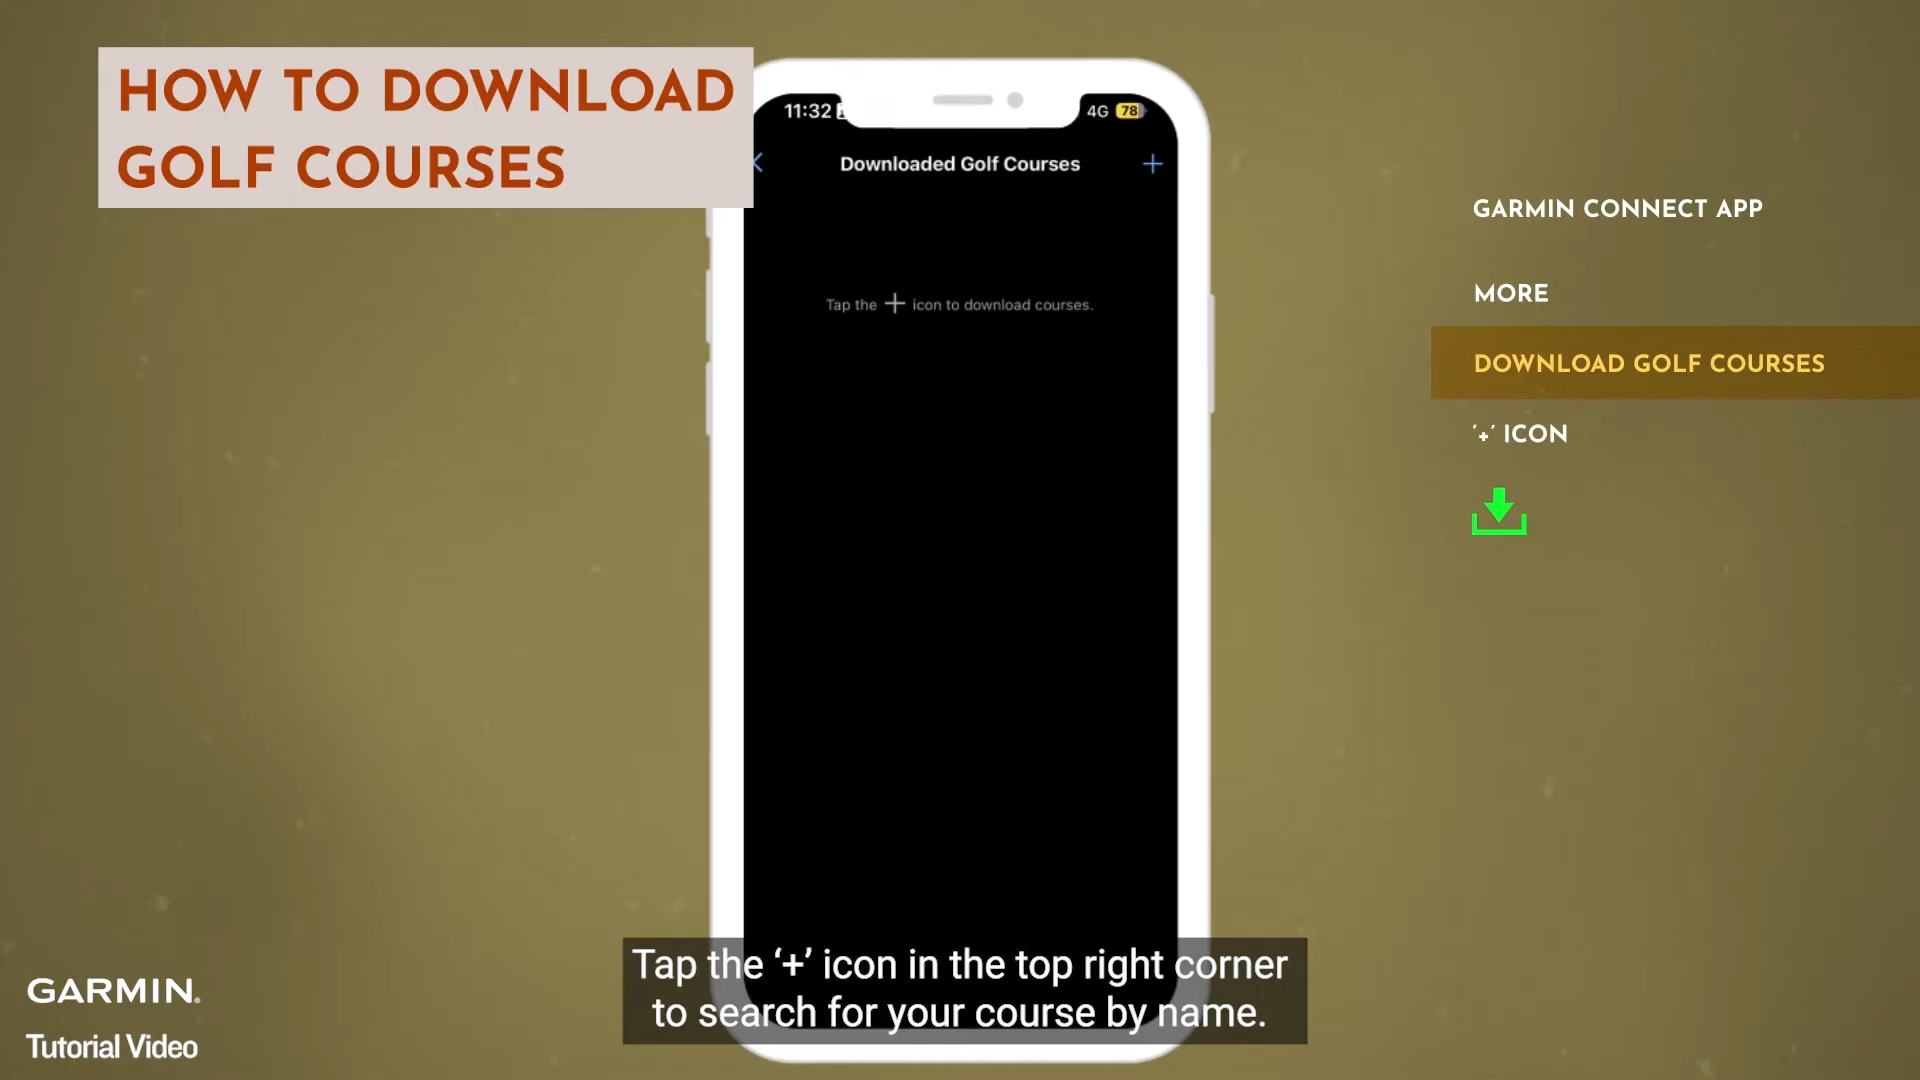 HOW TO DOWNLOAD
GOLF COURSES
11:32
4G 78
Downloaded Golf Courses +
Tap the + icon to download courses.
GARMIN CONNECT APP
MORE
DOWNLOAD GOLF COURSES
‘+’ ICON
Tap the ‘+’ icon in the top right corner
to search for your course by name.
GARMIN®
Tutorial Video